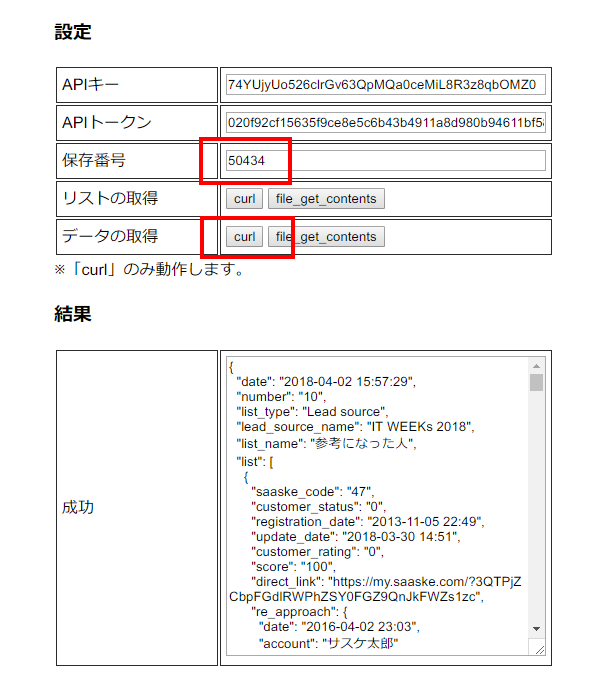 設定
APIキー 74YUjyUo526clrGv63QpMQa0ceMiL8R3z8qbOMZ0
APIトークン 020f92cf15635f9ce8e5c6b43b4911a8d980b94611bf5
保存番号 50434
リストの取得 curl file_get_contents
データの取得 curl file_get_contents
※「curl」のみ動作します。
結果
成功
{
"date": "2018-04-02 15:57:29",
"number": "10",
"list_type": "Lead source",
"lead_source_name": "IT WEEKs 2018",
"list_name": "参考になった人",
"list": [
{
"saaske_code": "47",
"customer_status": "0",
"registration_date": "2013-11-05 22:49",
"update_date": "2018-03-30 14:51",
"customer_rating": "0",
"score": "100",
"direct_link": "https://my.saaske.com/?3QTPjZ
CbpFGdlRWPhZSY0FGZ9QnJkFWZs1zc",
"re_approach": {
"date": "2016-04-02 23:03",
"account": "サスケ太郎"